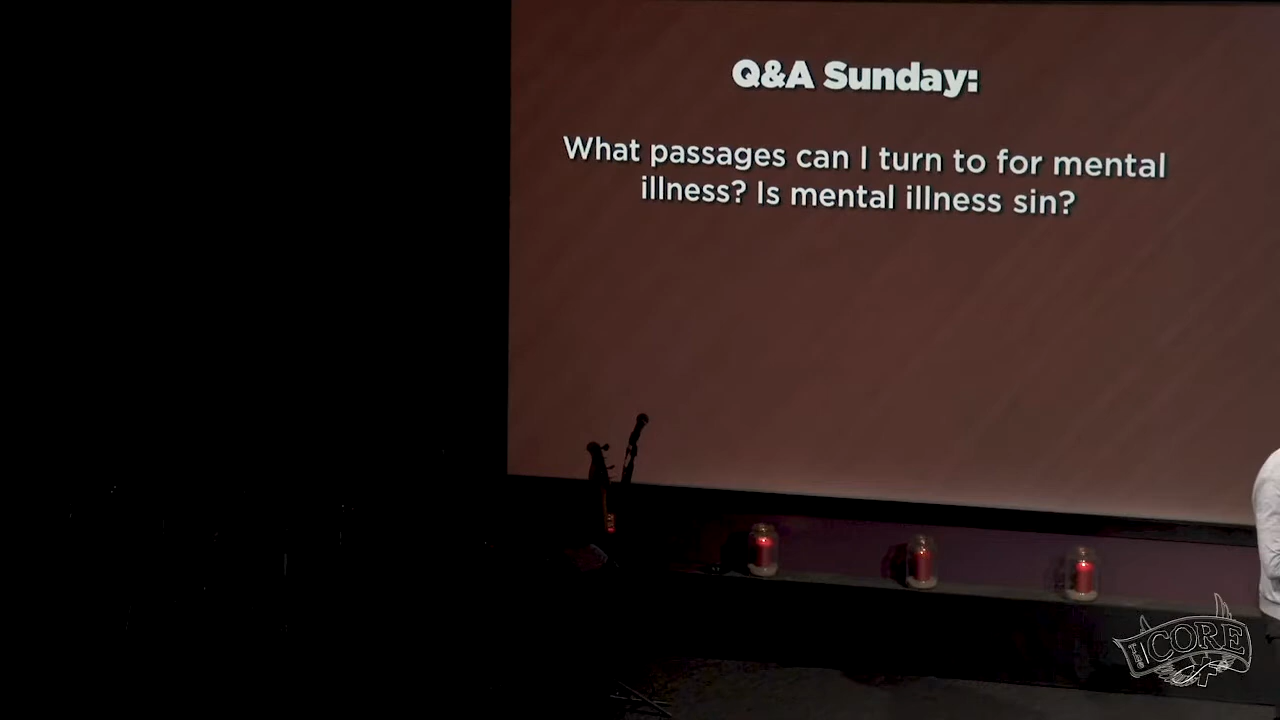 Q&A Sunday:
What passages can I turn to for mental
illness? Is mental illness sin?
CORE